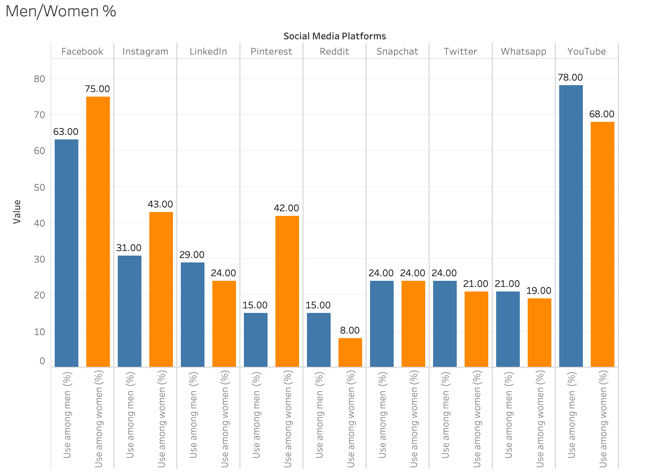 Men/Women %
Social Media Platforms
Facebook Instagram LinkedIn Pinterest Reddit Snapchat Twitter Whatsapp YouTube
Value
80
70
60
50
40
30
20
10
0
63.00 75.00
31.00 43.00
29.00 24.00
15.00 42.00
15.00 8.00
24.00 24.00
24.00 21.00
21.00 19.00
78.00 68.00
Use among men (%)
Use among women (%)
Use among men (%)
Use among women (%)
Use among men (%)
Use among women (%)
Use among men (%)
Use among women (%)
Use among men (%)
Use among women (%)
Use among men (%)
Use among women (%)
Use among men (%)
Use among women (%)
Use among men (%)
Use among women (%)
Use among men (%)
Use among women (%)